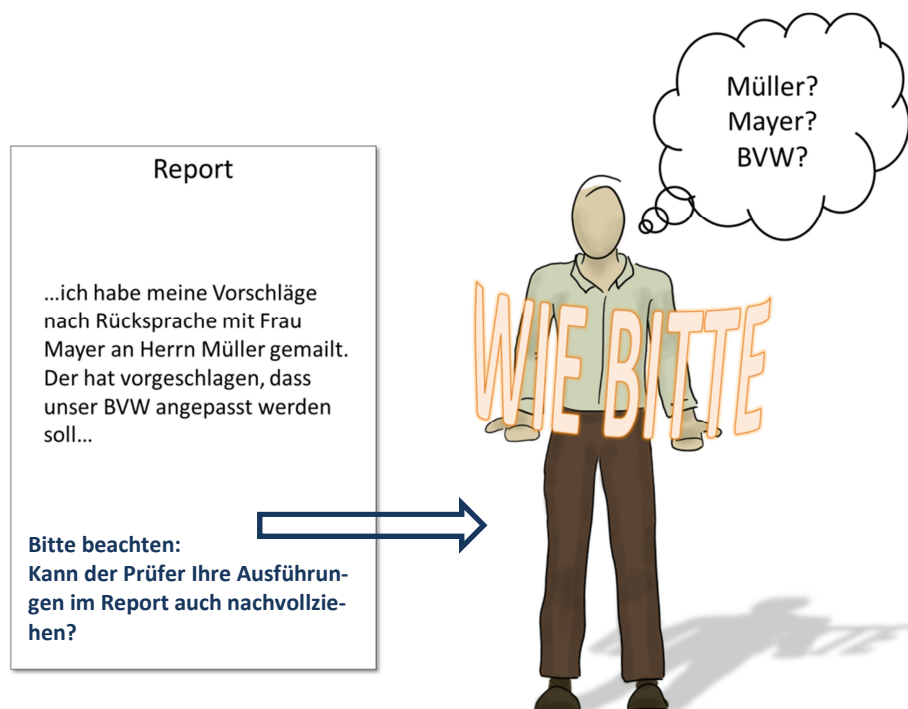 Report
...ich habe meine Vorschläge
nach Rücksprache mit Frau
Mayer an Herrn Müller gemailt.
Der hat vorgeschlagen, dass
unser BVW angepasst werden
soll...
Bitte beachten:
Kann der Prüfer Ihre Ausführun-
gen im Report auch nachvollzie-
hen?
Müller?
Mayer?
BVW?
WIE BITTE